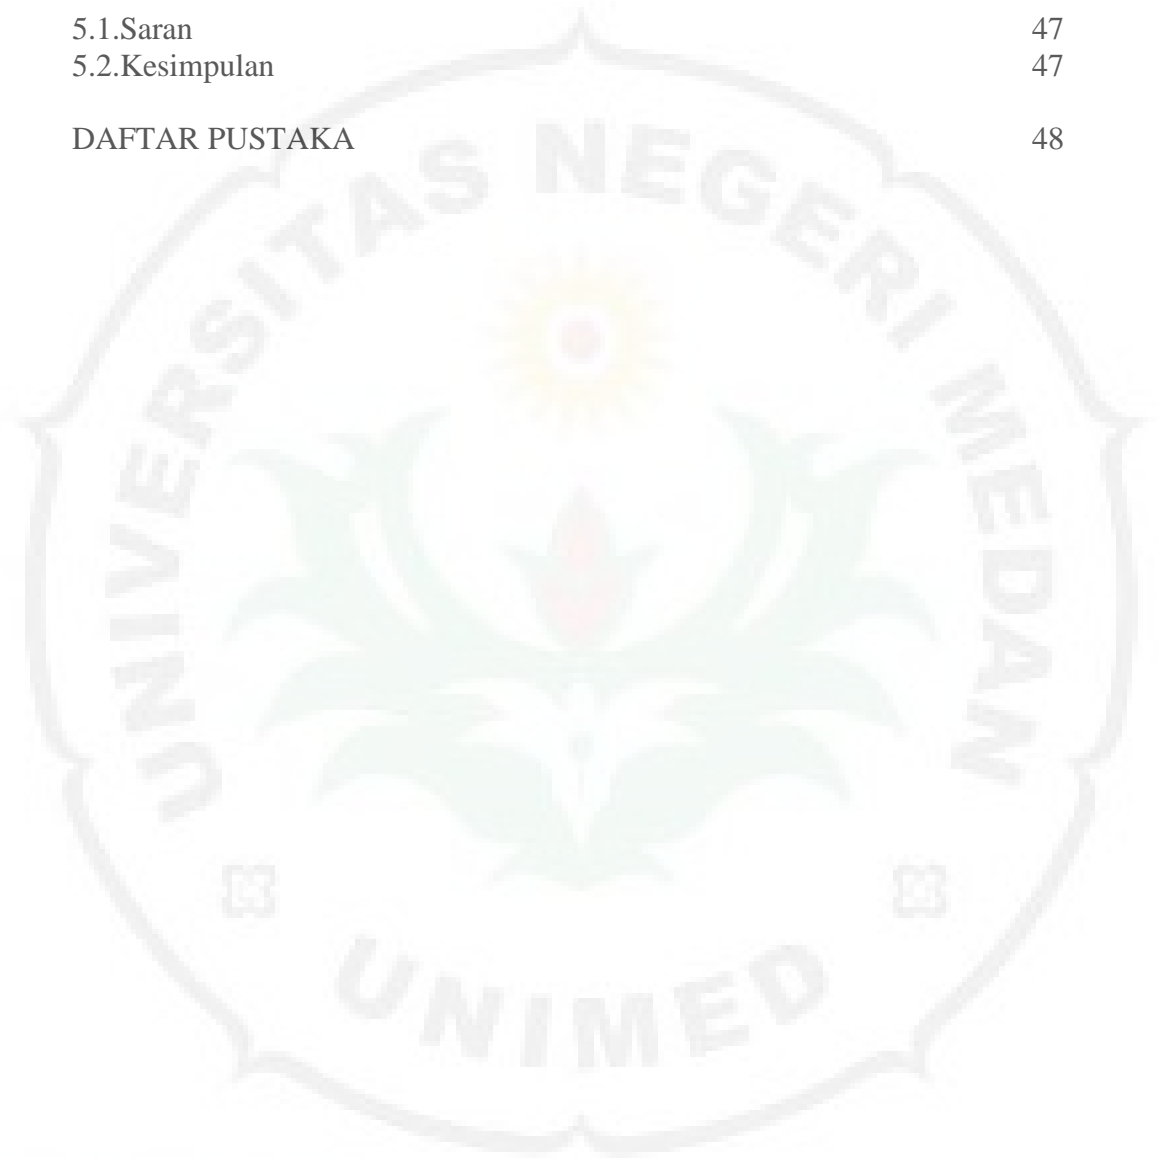 5.1.Saran 47
5.2.Kesimpulan 47
DAFTAR PUSTAKA 48
UNIVERSITAS NEGERI MEDAN
UNIMED